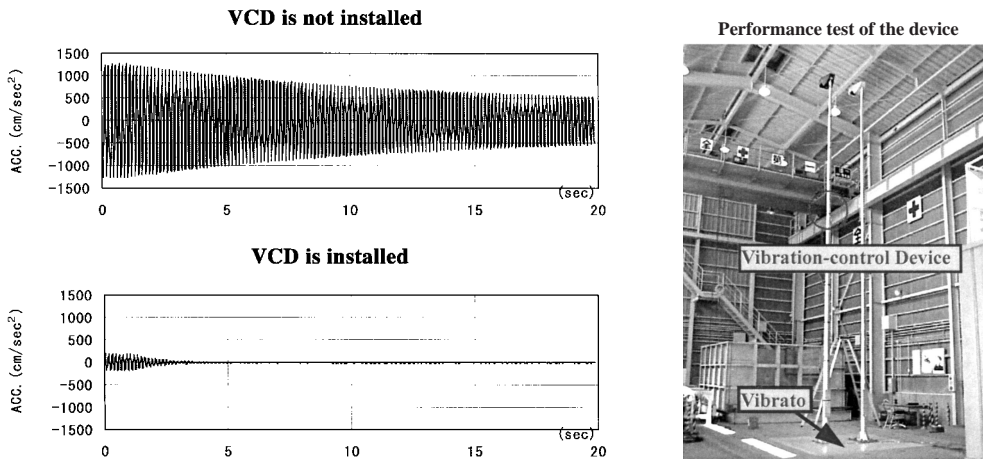 VCD is not installed
1500
1000
500
0
-500
-1000
-1500
ACC. (cm/sec²)
(sec)
0 5 10 15 20
VCD is installed
1500
1000
500
0
-500
-1000
-1500
ACC. (cm/sec²)
(sec)
0 5 10 15 20
Performance test of the device
Vibration-control Device
Vibrato